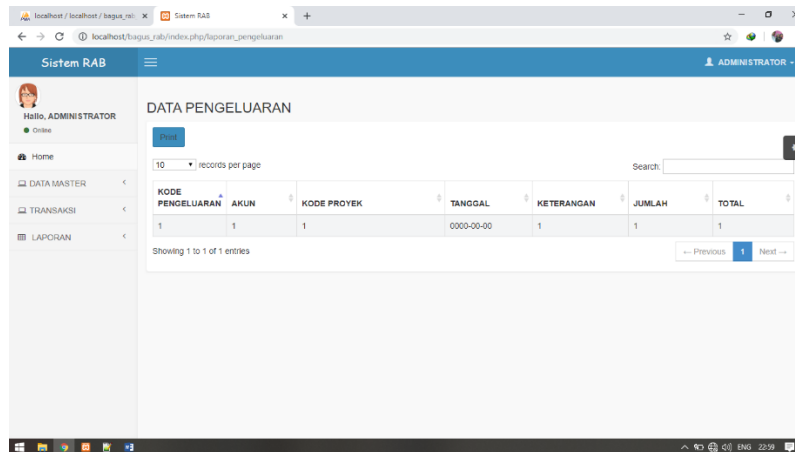 localhost / localhost / bagus_rab
Sistem RAB
localhost/bagus_rab/index.php/laporan_pengeluaran
Sistem RAB
ADMINISTRATOR
Hallo, ADMINISTRATOR
Online
Home
DATA MASTER
TRANSAKSI
LAPORAN
DATA PENGELUARAN
Print
10 records per page
Search:
KODE
PENGELUARAN AKUN KODE PROYEK TANGGAL KETERANGAN JUMLAH TOTAL
1 1 1 0000-00-00 1 1 1
Showing 1 to 1 of 1 entries
← Previous 1 Next →
ENG 22:59